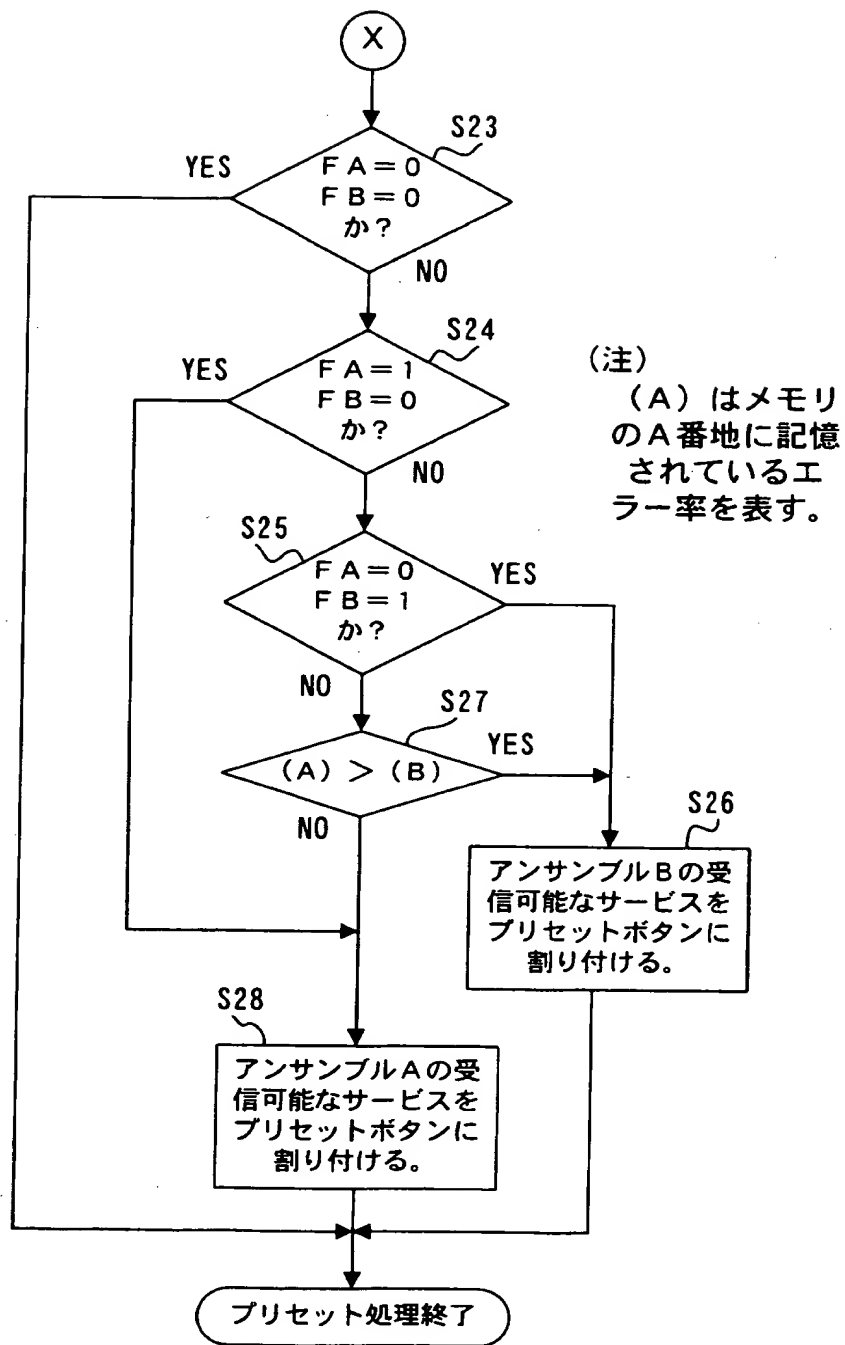 X
S23
YES
FA=0
FB=0
か?
NO
S24
YES
FA=1
FB=0
か?
NO
(注)
(A)はメモリ
のA番地に記憶
されているエ
ラー率を表す。
S25
FA=0
FB=1
か?
YES
NO
S27
(A)>(B)
YES
NO
S26
アンサンブルBの受
信可能なサービスを
プリセットボタンに
割り付ける。
S28
アンサンブルAの受
信可能なサービスを
プリセットボタンに
割り付ける。
プリセット処理終了